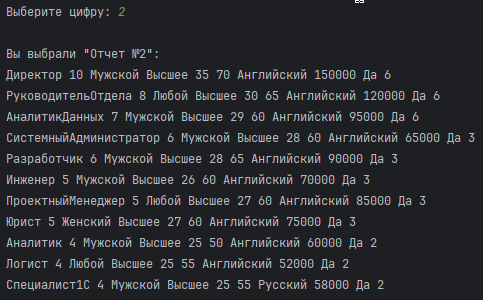 Выберите цифру: 2
Вы выбрали "Отчет №2":
Директор 10 Мужской Высшее 35 70 Английский 150000 Да 6
РуководительОтдела 8 Любой Высшее 30 65 Английский 120000 Да 6
АналитикДанных 7 Мужской Высшее 29 60 Английский 95000 Да 6
СистемныйАдминистратор 6 Мужской Высшее 28 60 Английский 65000 Да 3
Разработчик 6 Мужской Высшее 28 65 Английский 90000 Да 3
Инженер 5 Мужской Высшее 26 60 Английский 70000 Да 3
ПроектныйМенеджер 5 Любой Высшее 27 60 Английский 85000 Да 3
Юрист 5 Женский Высшее 27 60 Английский 75000 Да 3
Аналитик 4 Мужской Высшее 25 50 Английский 60000 Да 2
Логист 4 Любой Высшее 25 55 Английский 52000 Да 2
Специалист1С 4 Мужской Высшее 25 55 Русский 58000 Да 2